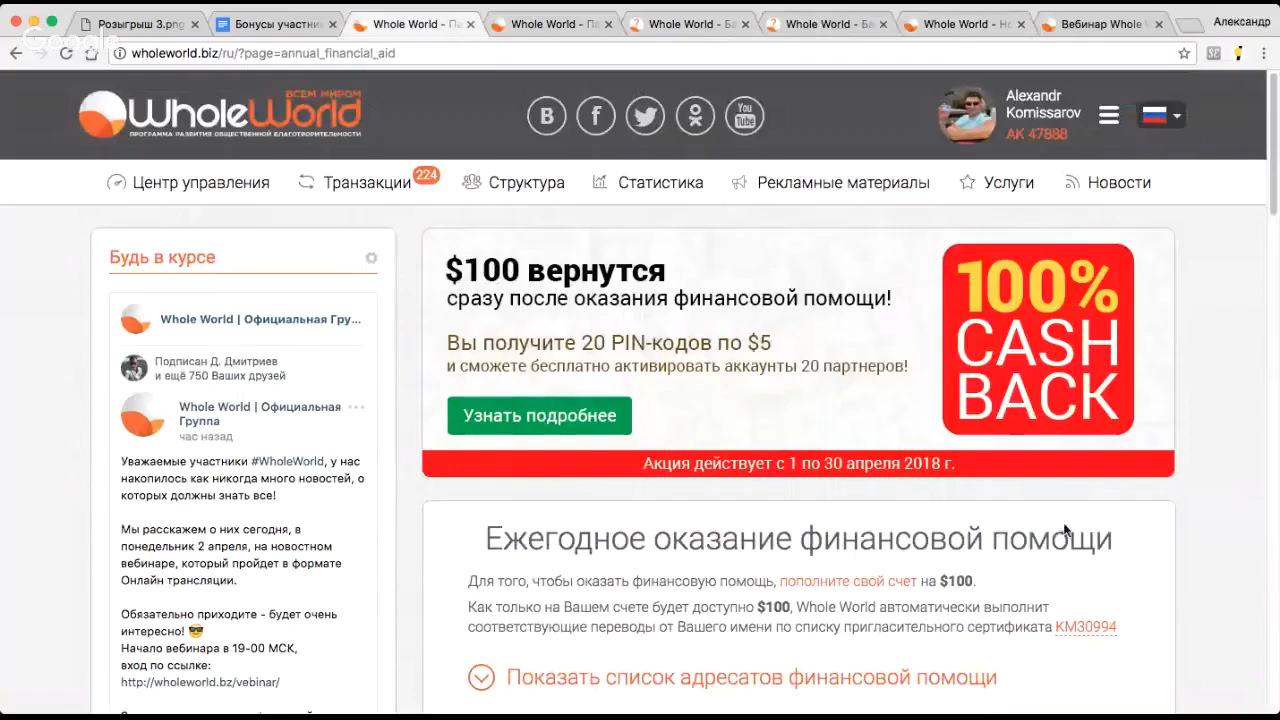 Розыгрыш 3.png
Бонусы участник
Whole World - Па
Whole World - Па
Whole World - Ба
Whole World - Ба
Whole World - Но
Вебинар Whole W
Александр
Google
wholeworld.biz/ru/?page=annual_financial_aid
ВСЕМ МИРОМ
WholeWorld
ПРОГРАММА РАЗВИТИЯ ОБЩЕСТВЕННОЙ БЛАГОТВОРИТЕЛЬНОСТИ
В
f
You Tube
Alexandr
Komissarov
AK 47888
Центр управления
Транзакции 224
Структура
Статистика
Рекламные материалы
Услуги
Новости
Будь в курсе
Whole World | Официальная Гру...
Подписан Д. Дмитриев
и ещё 750 Ваших друзей
Whole World | Официальная
Группа
час назад
Уважаемые участники #WholeWorld, у нас
накопилось как никогда много новостей, о
которых должны знать все!
Мы расскажем о них сегодня, в
понедельник 2 апреля, на новостном
вебинаре, который пройдет в формате
Онлайн трансляции.
Обязательно приходите - будет очень
интересно! 😎
Начало вебинара в 19-00 МСК,
вход по ссылке:
http://wholeworld.bz/vebinar/
$100 вернутся
сразу после оказания финансовой помощи!
Вы получите 20 PIN-кодов по $5
и сможете бесплатно активировать аккаунты 20 партнеров!
Узнать подробнее
100%
CASH
BACK
Акция действует с 1 по 30 апреля 2018 г.
Ежегодное оказание финансовой помощи
Для того, чтобы оказать финансовую помощь, пополните свой счет на $100.
Как только на Вашем счете будет доступно $100, Whole World автоматически выполнит
соответствующие переводы от Вашего имени по списку пригласительного сертификата KM30994
Показать список адресатов финансовой помощи